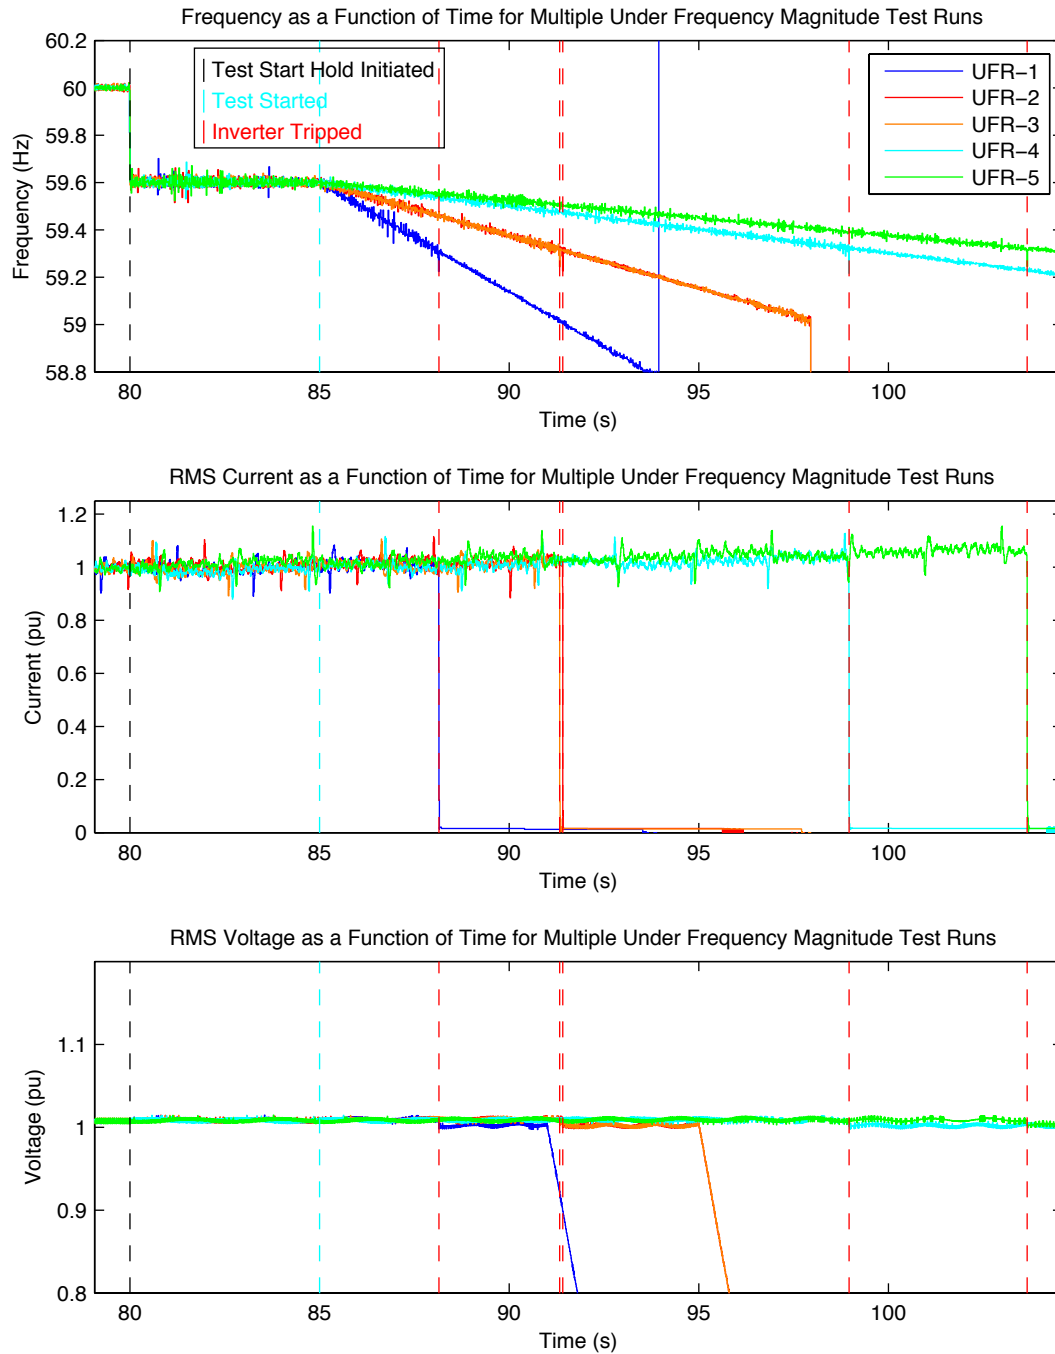 Frequency as a Function of Time for Multiple Under Frequency Magnitude Test Runs
60.2
60
59.8
59.6
59.4
59.2
59
58.8
Frequency (Hz)
Test Start Hold Initiated
Test Started
Inverter Tripped
UFR−1
UFR−2
UFR−3
UFR−4
UFR−5
80
85
90
95
100
Time (s)
RMS Current as a Function of Time for Multiple Under Frequency Magnitude Test Runs
1.2
1
0.8
0.6
0.4
0.2
0
Current (pu)
80
85
90
95
100
Time (s)
RMS Voltage as a Function of Time for Multiple Under Frequency Magnitude Test Runs
1.1
1
0.9
0.8
Voltage (pu)
80
85
90
95
100
Time (s)